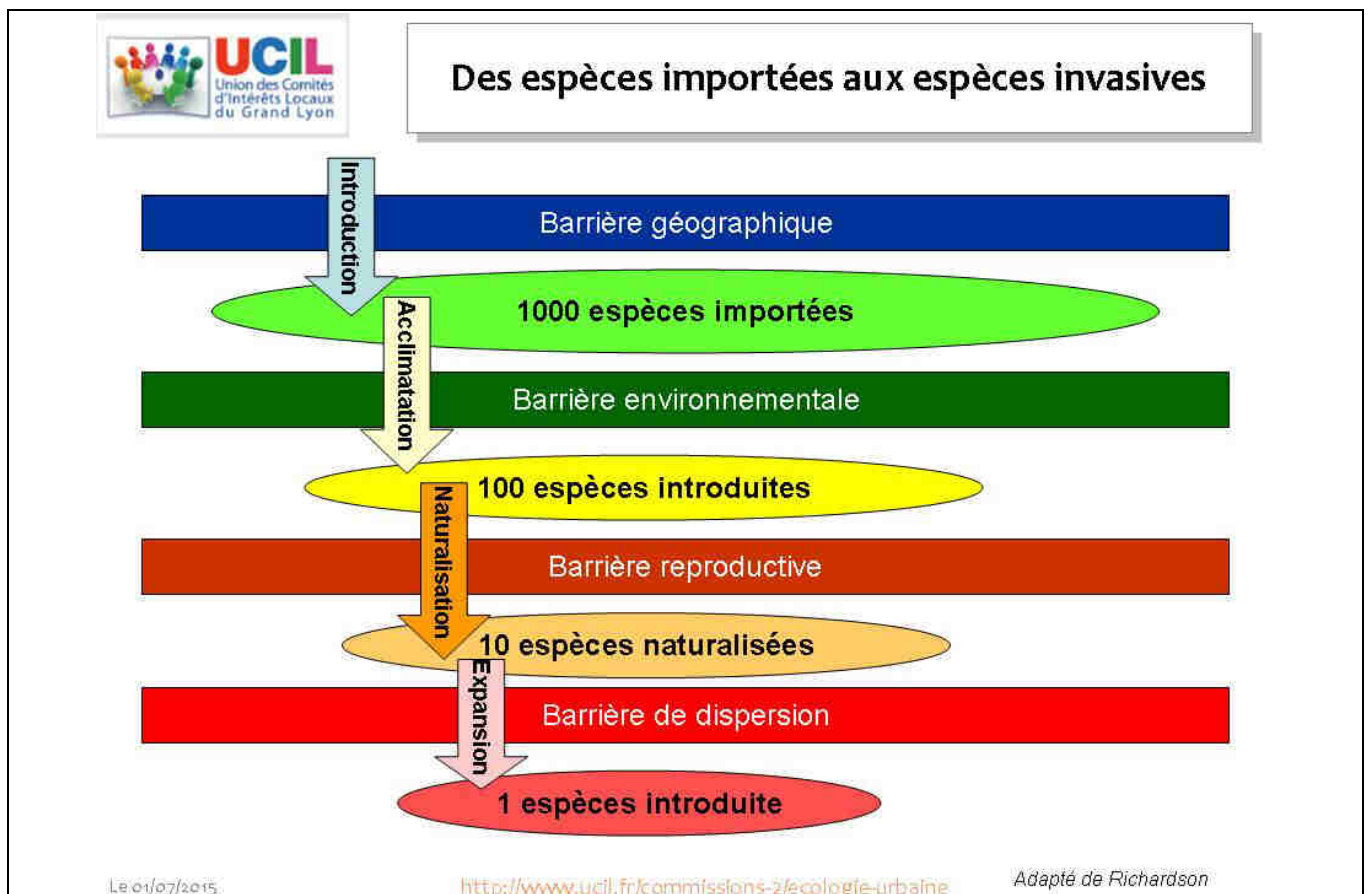 UCIL
Union des Comités
d'Intérêts Locaux
du Grand Lyon
Des espèces importées aux espèces invasives
Introduction
Barrière géographique
1000 espèces importées
Acclimatation
Barrière environnementale
100 espèces introduites
Naturalisation
Barrière reproductive
10 espèces naturalisées
Expansion
Barrière de dispersion
1 espèces introduite
Le 01/07/2015
http://www.ucil.fr/commissions-2/ecologie-urbaine
Adapté de Richardson